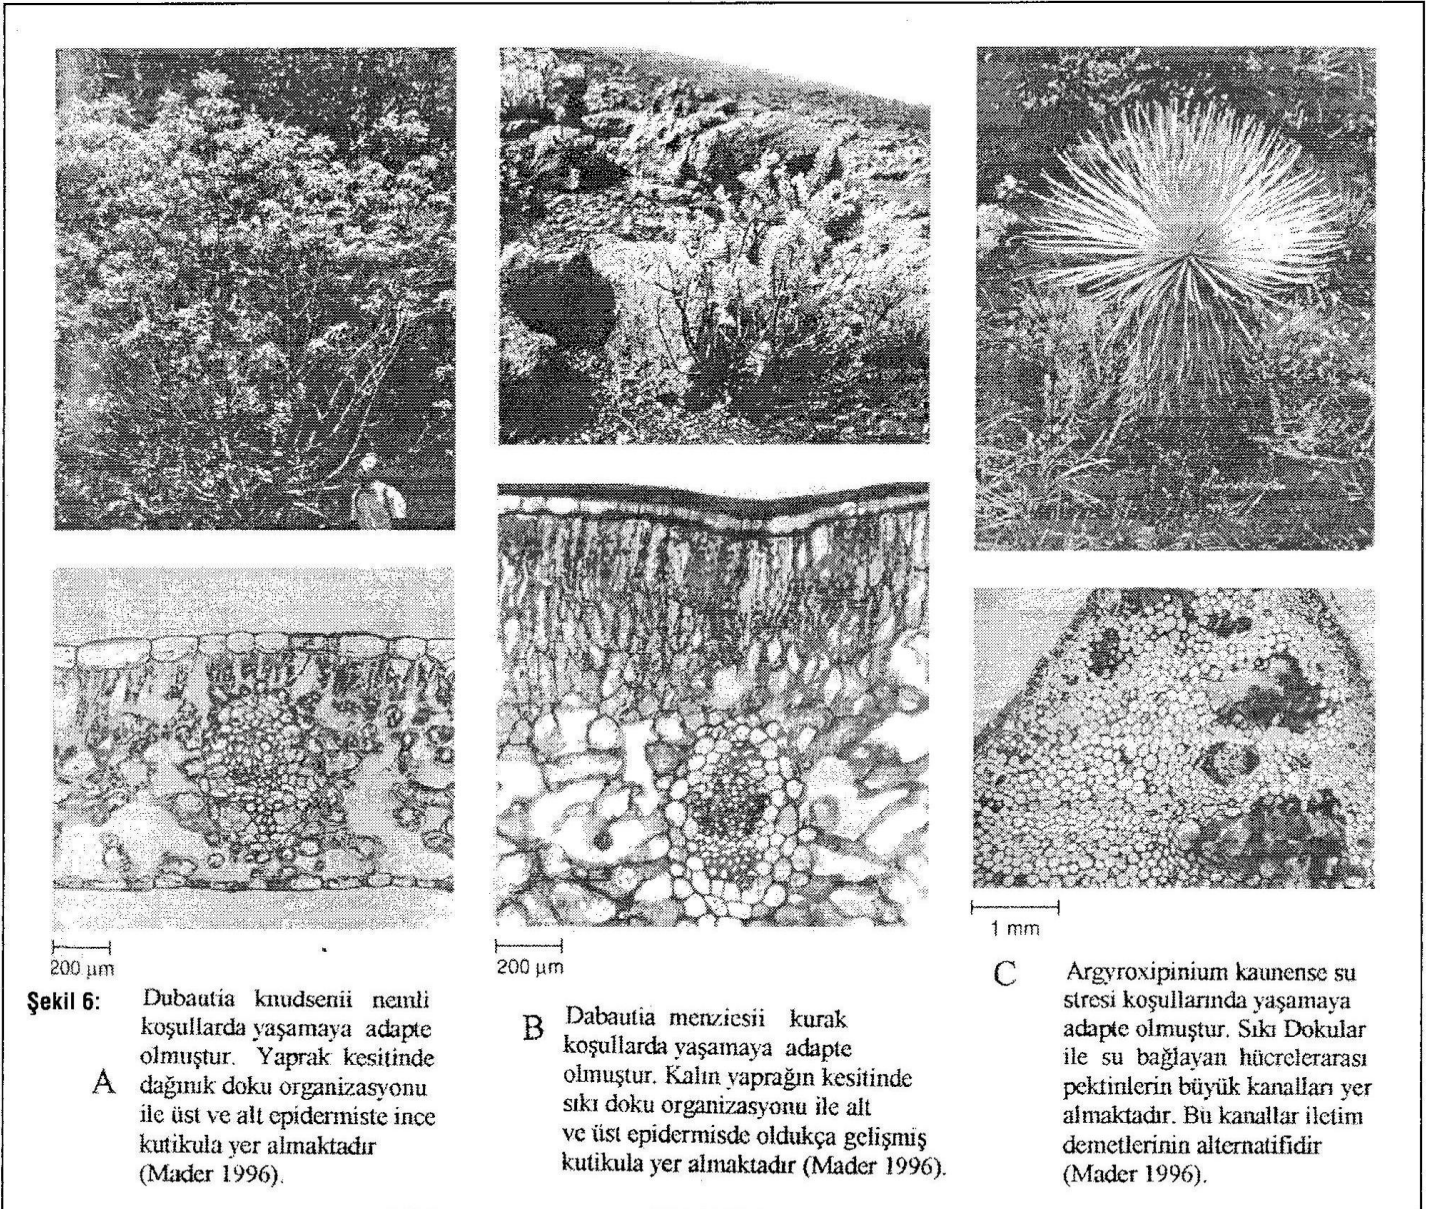 200 µm
Şekil 6:
A
Dubautia knudsenii nemli
koşullarda yaşamaya adapte
olmuştur. Yaprak kesitinde
dağınık doku organizasyonu
ile üst ve alt epidermiste ince
kutikula yer almaktadır
(Mader 1996).
200 µm
B
Dabautia menziesii kurak
koşullarda yaşamaya adapte
olmuştur. Kalın yaprağın kesitinde
sıkı doku organizasyonu ile alt
ve üst epidermisde oldukça gelişmiş
kutikula yer almaktadır (Mader 1996).
1 mm
C
Argyroxipinium kaunense su
stresi koşullarında yaşamaya
adapte olmuştur. Sıkı Dokular
ile su bağlayan hücrelerarası
pektinlerin büyük kanalları yer
almaktadır. Bu kanallar iletim
demetlerinin alternatifidir
(Mader 1996).